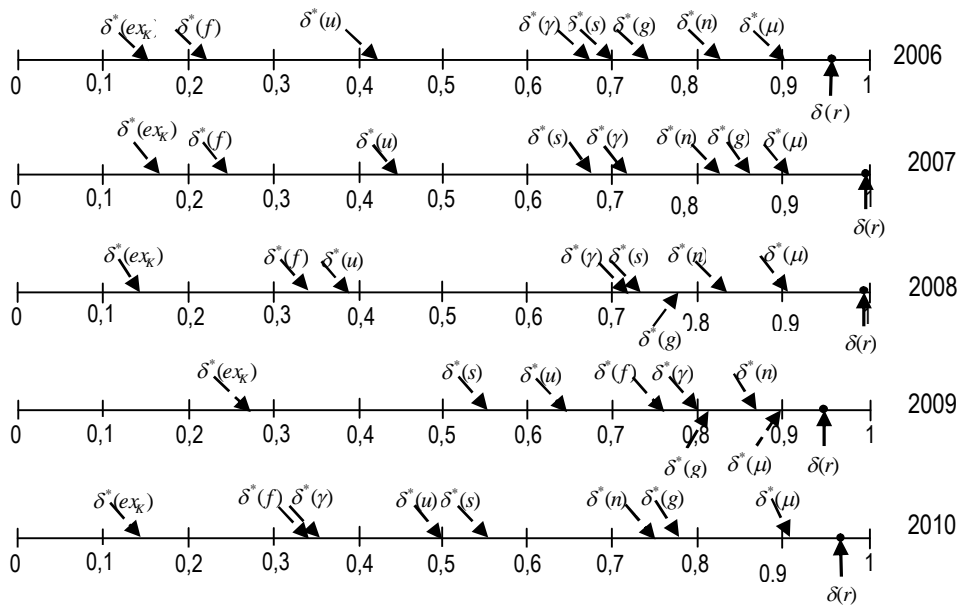 δ*(ex_K) δ*(f) δ*(u) δ*(γ) δ*(s) δ*(g) δ*(n) δ*(μ) 2006
0 0,1 0,2 0,3 0,4 0,5 0,6 0,7 0,8 0,9 1
δ(r)
δ*(ex_K) δ*(f) δ*(u) δ*(s) δ*(γ) δ*(n) δ*(g) δ*(μ) 2007
0 0,1 0,2 0,3 0,4 0,5 0,6 0,7 0,8 0,9 1
δ(r)
δ*(ex_K) δ*(f) δ*(u) δ*(γ) δ*(s) δ*(n) δ*(μ) 2008
0 0,1 0,2 0,3 0,4 0,5 0,6 0,7 0,8 0.9 1
δ*(g) δ(r)
δ*(ex_K) δ*(s) δ*(u) δ*(f) δ*(γ) δ*(n) 2009
0 0,1 0,2 0,3 0,4 0,5 0,6 0,7 0,8 0,9 1
δ*(g) δ*(μ) δ(r)
δ*(ex_K) δ*(f) δ*(γ) δ*(u) δ*(s) δ*(n) δ*(g) δ*(μ) 2010
0 0,1 0,2 0,3 0,4 0,5 0,6 0,7 0,8 0.9 1
δ(r)